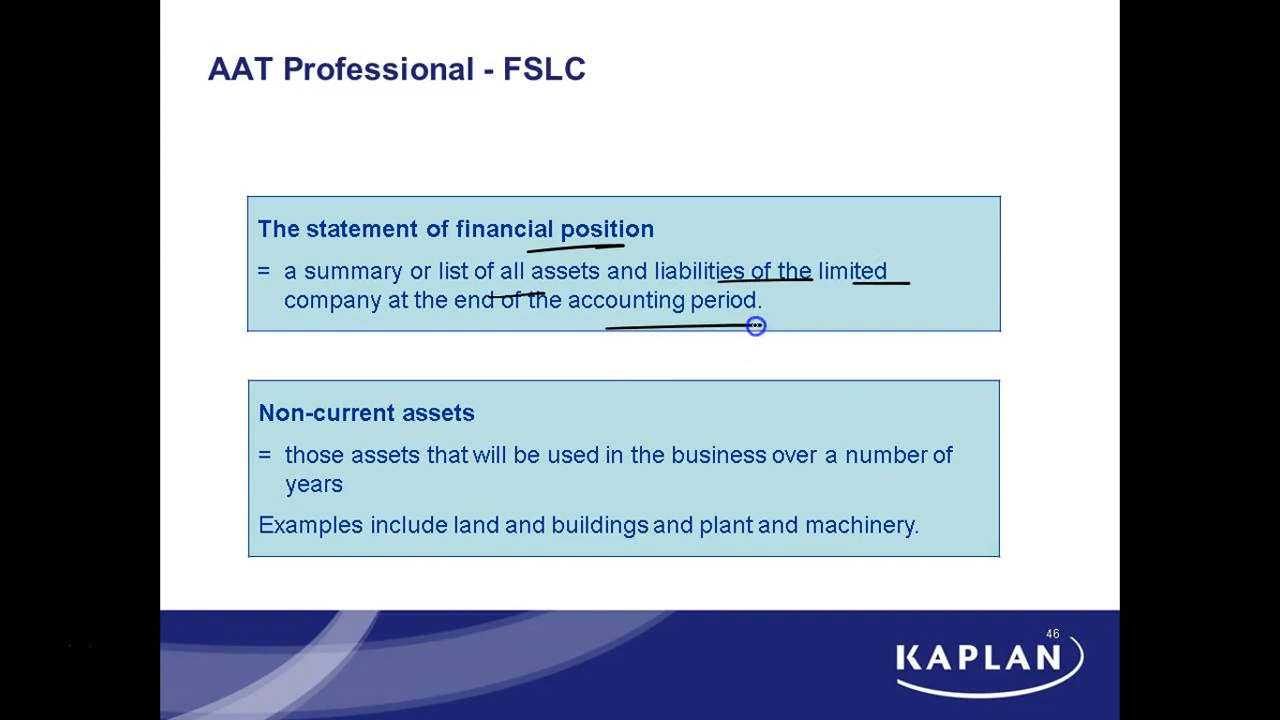 AAT Professional - FSLC
The statement of financial position
= a summary or list of all assets and liabilities of the limited
company at the end of the accounting period.
Non-current assets
= those assets that will be used in the business over a number of
years
Examples include land and buildings and plant and machinery.
46
KAPLAN